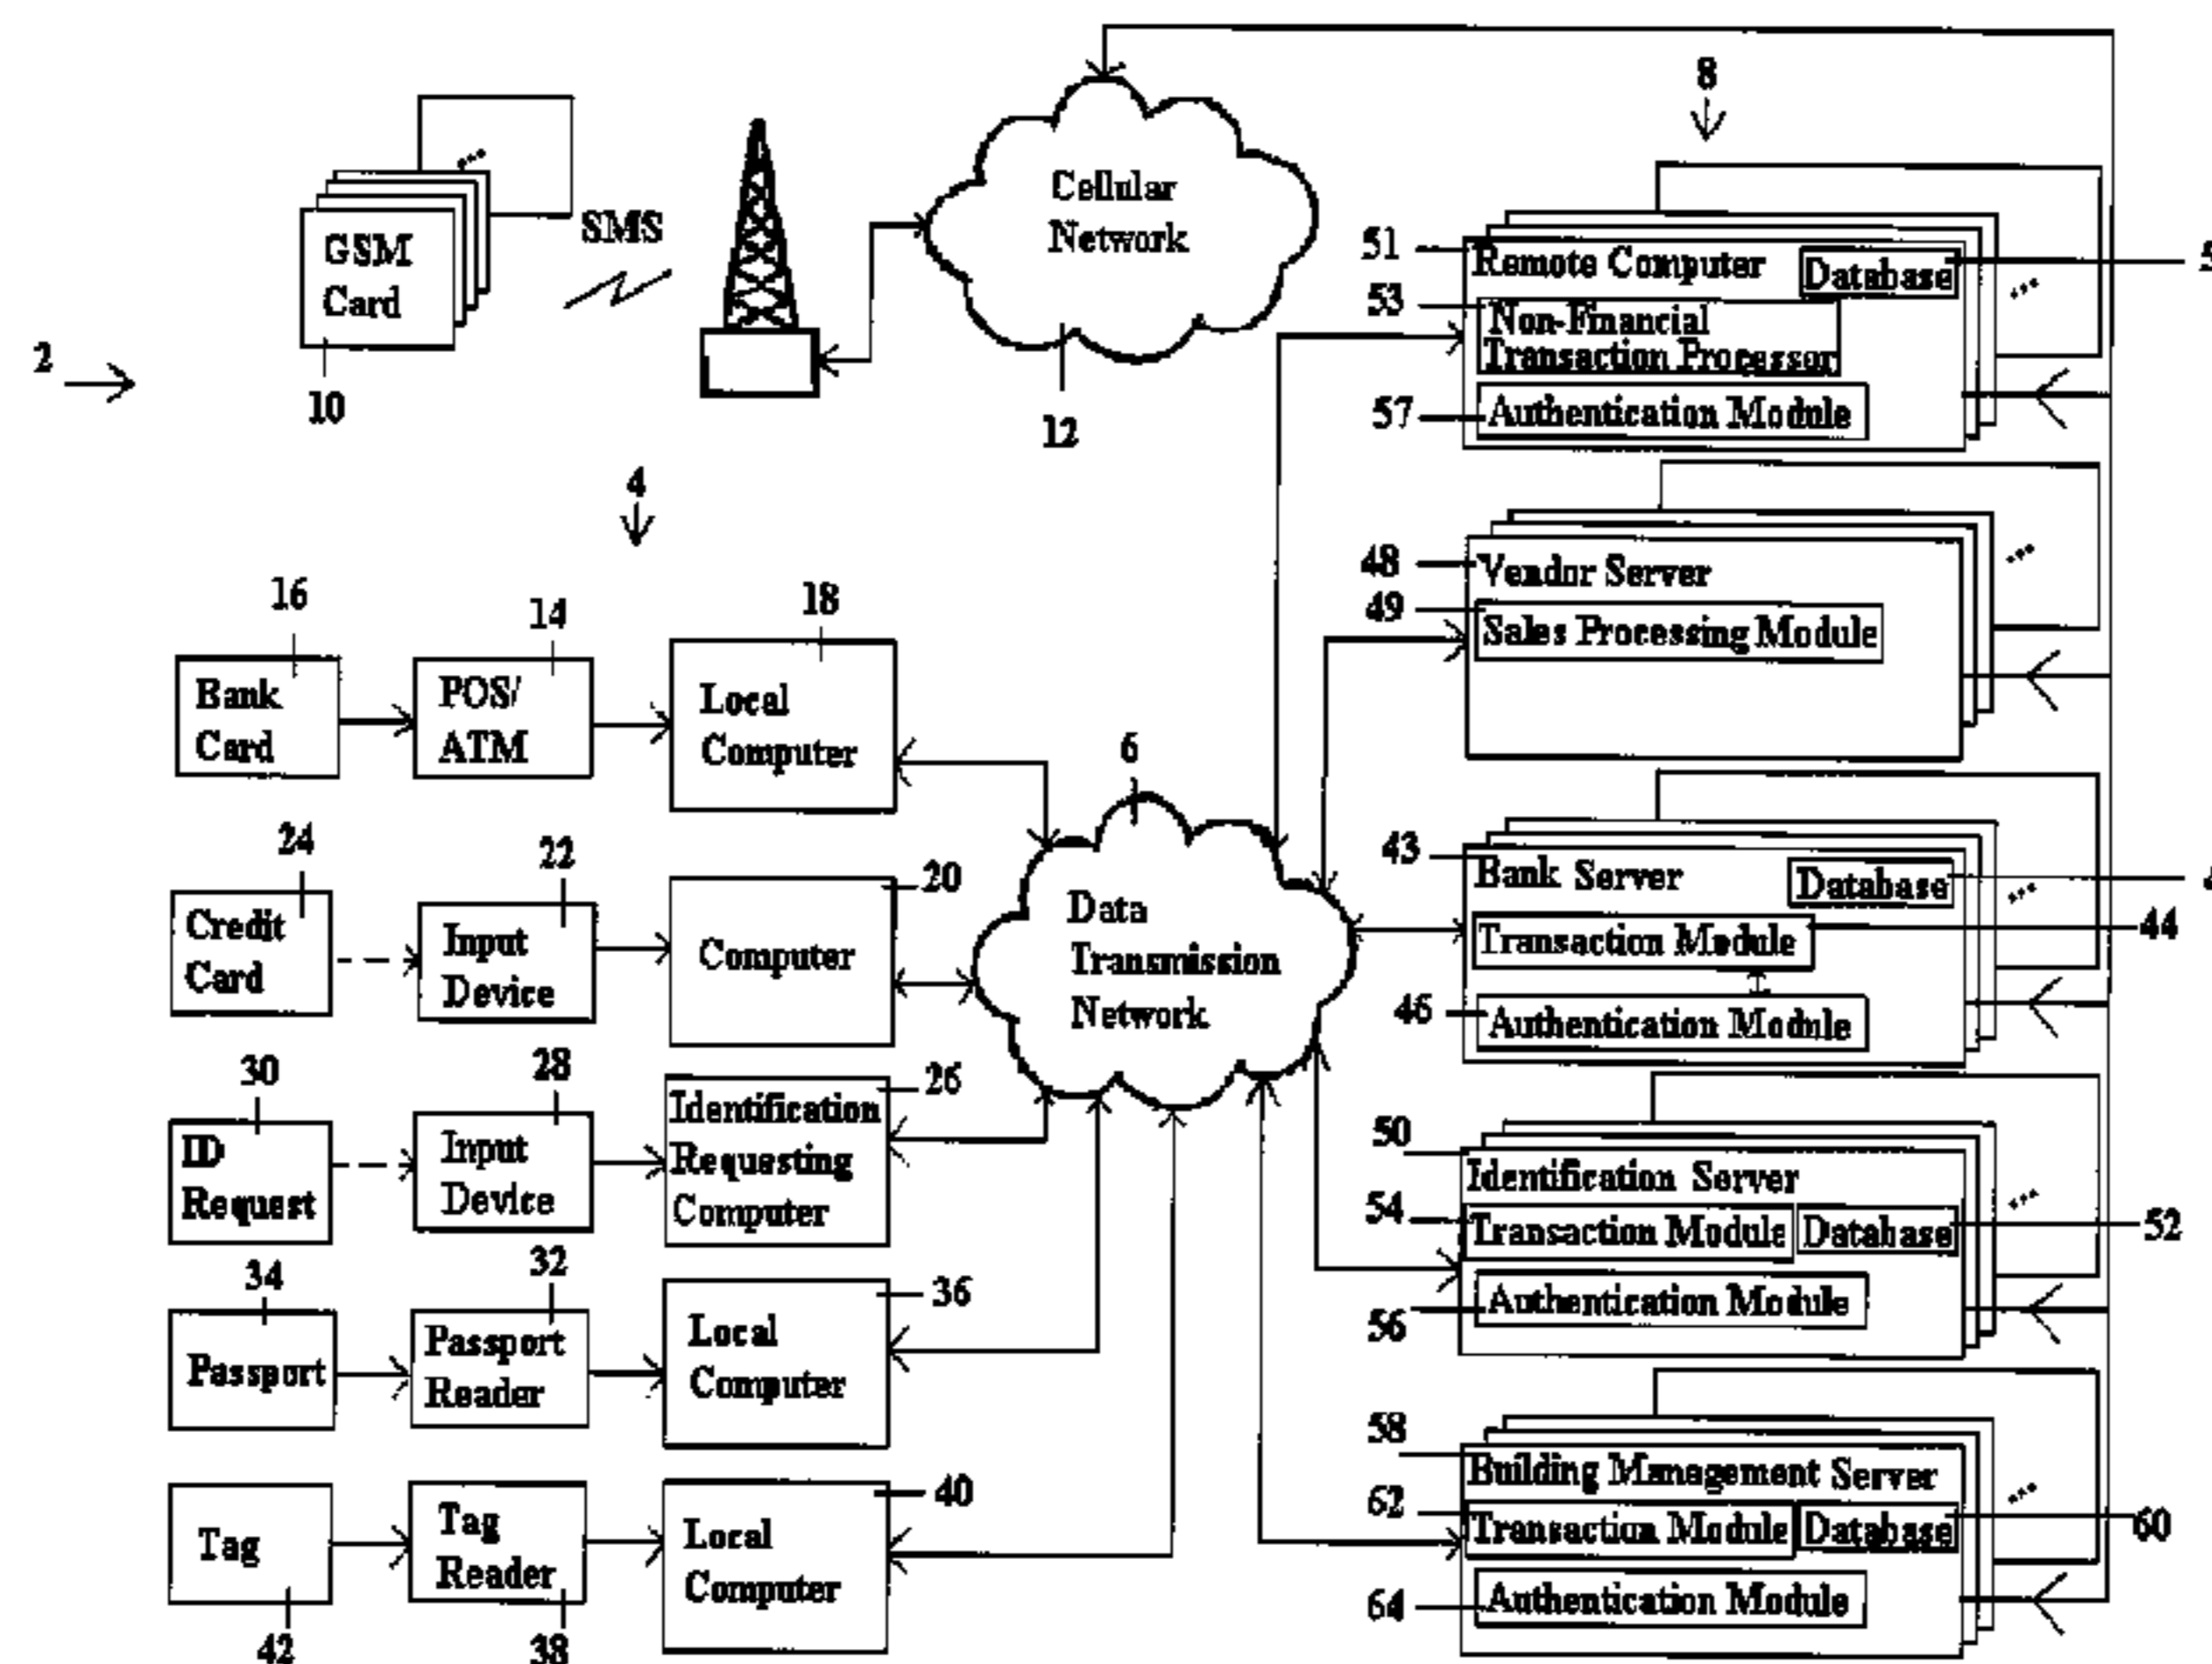 8
Cellular
Network
SMS
GSM
Card
2
10
12
51
Remote Computer
Database
53
Non-Financial
Transaction Processor
57
Authentication Module
4
48
Vendor Server
49
Sales Processing Module
16
14
18
Bank
Card
POS/
ATM
Local
Computer
6
24
22
20
Credit
Card
Input
Device
Computer
Data
Transmission
Network
43
Bank Server
Database
Transaction Module
44
46
Authentication Module
30
28
26
ID
Request
Input
Device
Identification
Requesting
Computer
50
Identification Server
54
Transaction Module
Database
52
56
Authentication Module
34
32
36
Passport
Passport
Reader
Local
Computer
58
Building Management Server
62
Transaction Module
Database
60
64
Authentication Module
40
Tag
Tag
Reader
Local
Computer
42
38